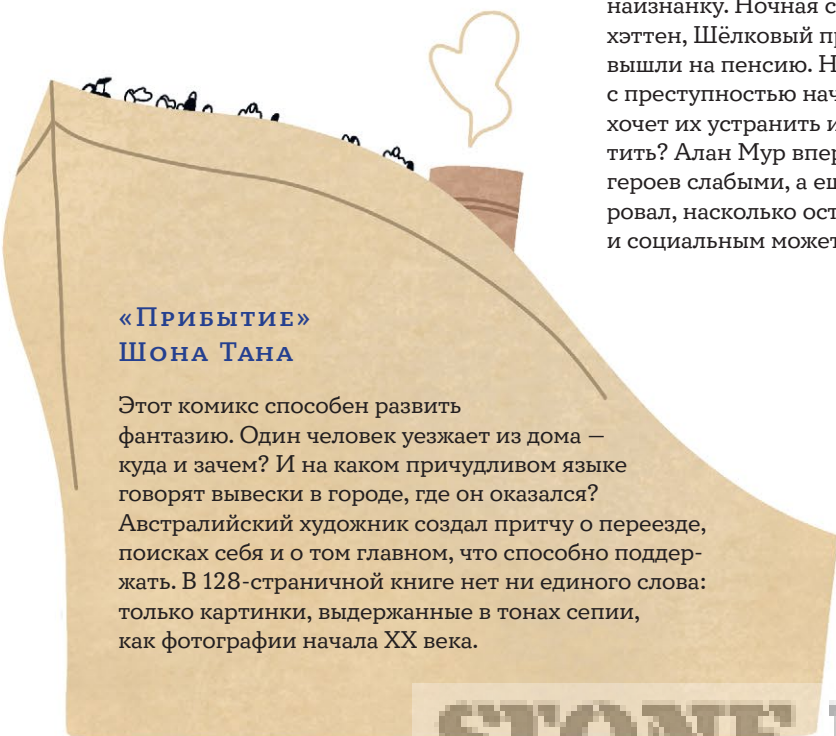 наизнанку. Ночная с
хэттен, Шёлковый пр
вышли на пенсию. Н
с преступностью нач
хочет их устранить и
тить? Алан Мур впер
героев слабыми, а ещ
ровал, насколько ост
и социальным может
«Прибытие»
Шона Тана
Этот комикс способен развить
фантазию. Один человек уезжает из дома —
куда и зачем? И на каком причудливом языке
говорят вывески в городе, где он оказался?
Австралийский художник создал притчу о переезде,
поисках себя и о том главном, что способно поддер-
жать. В 128-страничной книге нет ни единого слова:
только картинки, выдержанные в тонах сепии,
как фотографии начала XX века.
STONE